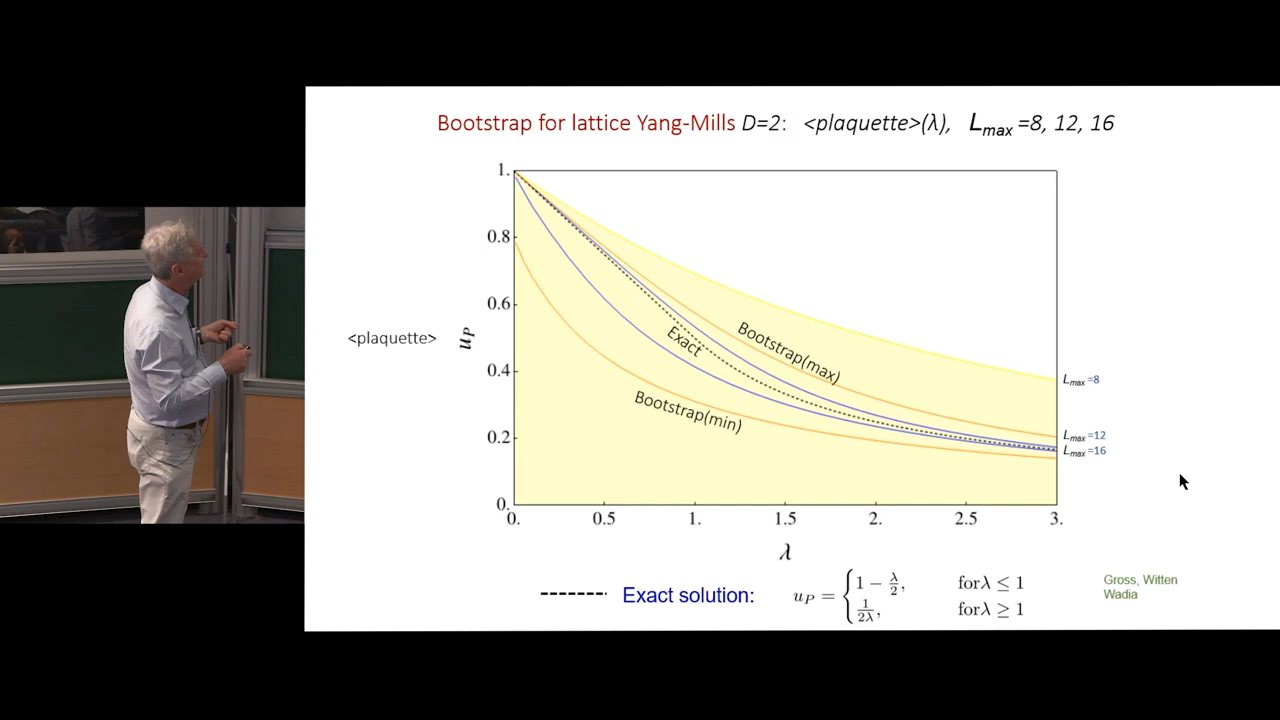 Bootstrap for lattice Yang-Mills D=2: <plaquette>(λ), L_max =8, 12, 16
1.
0.8
0.6
0.4
0.2
0.
<plaquette>
u_P
Exact
Bootstrap(max)
Bootstrap(min)
L_max=8
L_max=12
L_max=16
0. 0.5 1. 1.5 2. 2.5 3.
λ
Exact solution: u_P = { 1 − λ/2, for λ ≤ 1
1/2λ, for λ ≥ 1
Gross, Witten
Wadia